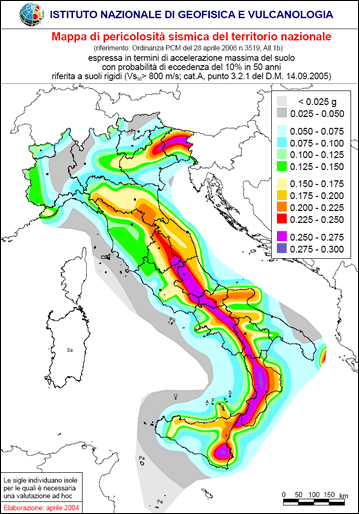 ISTITUTO NAZIONALE DI GEOFISICA E VULCANOLOGIA
Mappa di pericolosità sismica del territorio nazionale
(riferimento: Ordinanza PCM del 28 aprile 2006 n.3519, All.1b)
espressa in termini di accelerazione massima del suolo
con probabilità di eccedenza del 10% in 50 anni
riferita a suoli rigidi (Vs₃₀> 800 m/s; cat.A, punto 3.2.1 del D.M. 14.09.2005)
< 0.025 g
0.025 - 0.050
0.050 - 0.075
0.075 - 0.100
0.100 - 0.125
0.125 - 0.150
0.150 - 0.175
0.175 - 0.200
0.200 - 0.225
0.225 - 0.250
0.250 - 0.275
0.275 - 0.300
Sa
Pa
Pe
Le sigle individuano isole
per le quali è necessaria
una valutazione ad hoc
Elaborazione: aprile 2004
0 50 100 150 km